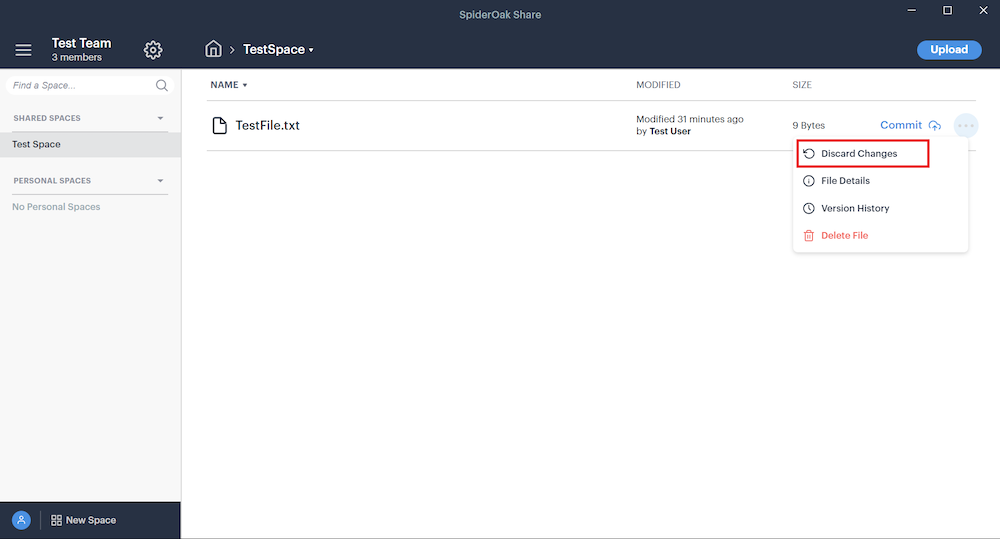 SpiderOak Share
Test Team
3 members
TestSpace
Upload
Find a Space...
SHARED SPACES
Test Space
PERSONAL SPACES
No Personal Spaces
NAME
MODIFIED
SIZE
TestFile.txt
Modified 31 minutes ago
by Test User
9 Bytes
Commit
Discard Changes
File Details
Version History
Delete File
New Space